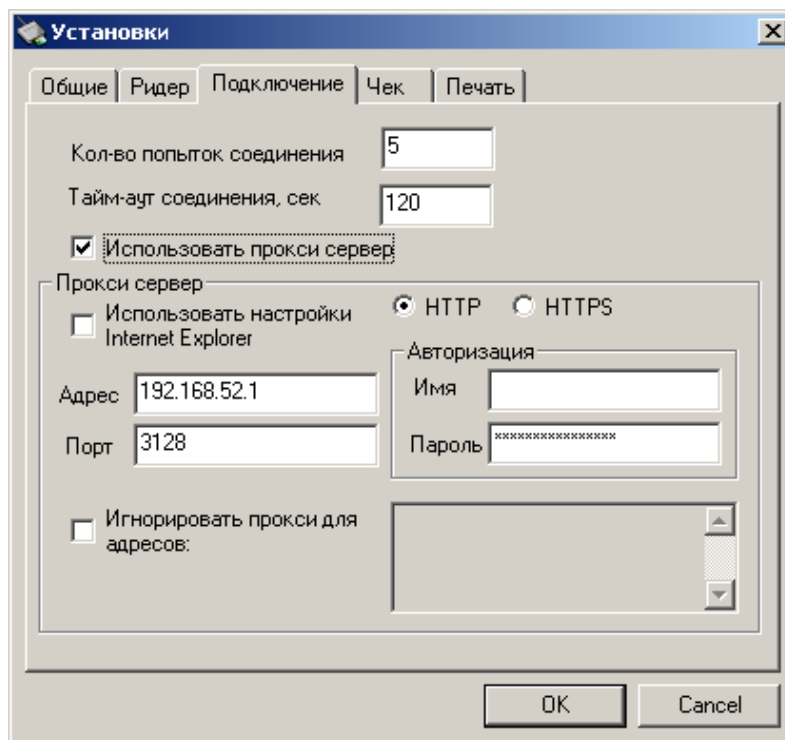 Установки
Общие Ридер Подключение Чек Печать
Кол-во попыток соединения 5
Тайм-аут соединения, сек 120
Использовать прокси сервер
Прокси сервер
Использовать настройки
Internet Explorer
HTTP HTTPS
Авторизация
Адрес 192.168.52.1
Имя
Порт 3128
Пароль ****************
Игнорировать прокси для
адресов:
OK Cancel